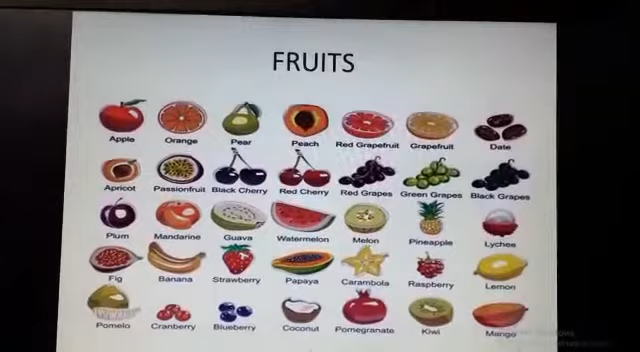 FRUITS
Apple Orange Pear Peach Red Grapefruit Grapefruit Date
Apricot Passionfruit Black Cherry Red Cherry Red Grapes Green Grapes Black Grapes
Plum Mandarine Guava Watermelon Melon Pineapple Lychee
Fig Banana Strawberry Papaya Carambola Raspberry Lemon
Pomelo Cranberry Blueberry Coconut Pomegranate Kiwi Mango